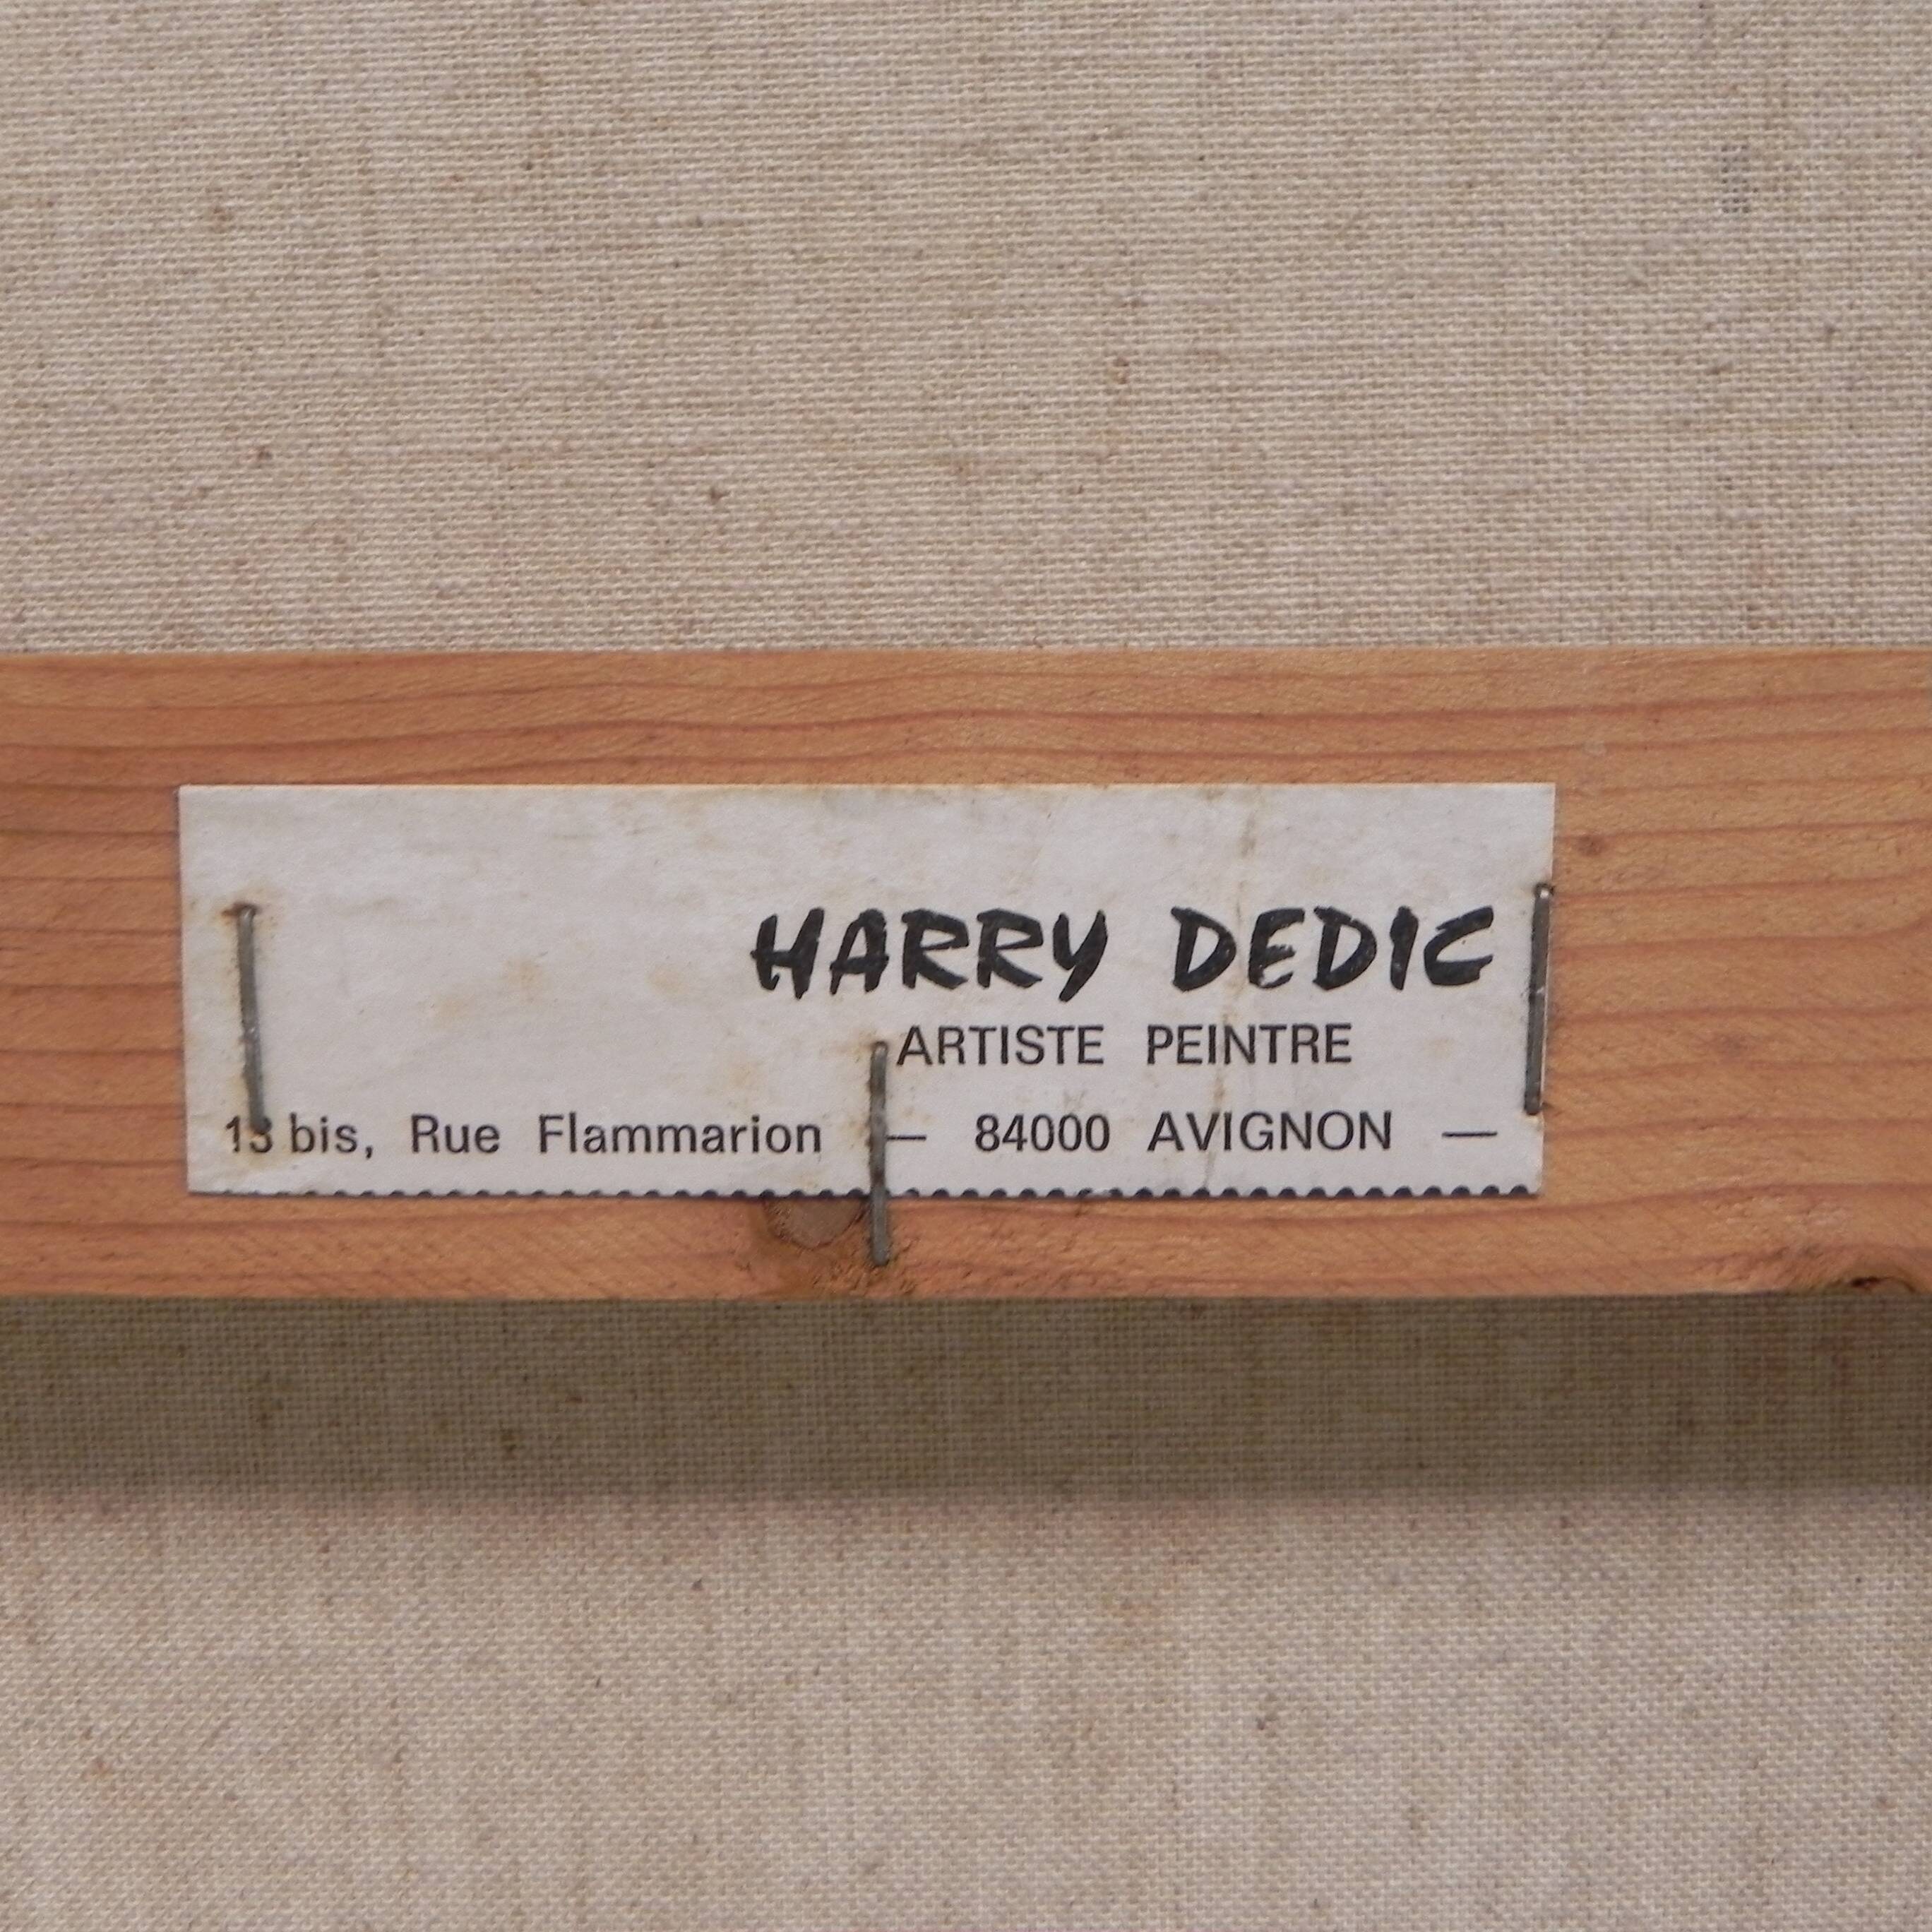 HARRY DEDIC
ARTISTE PEINTRE
13 bis, Rue Flammarion — 84000 AVIGNON —